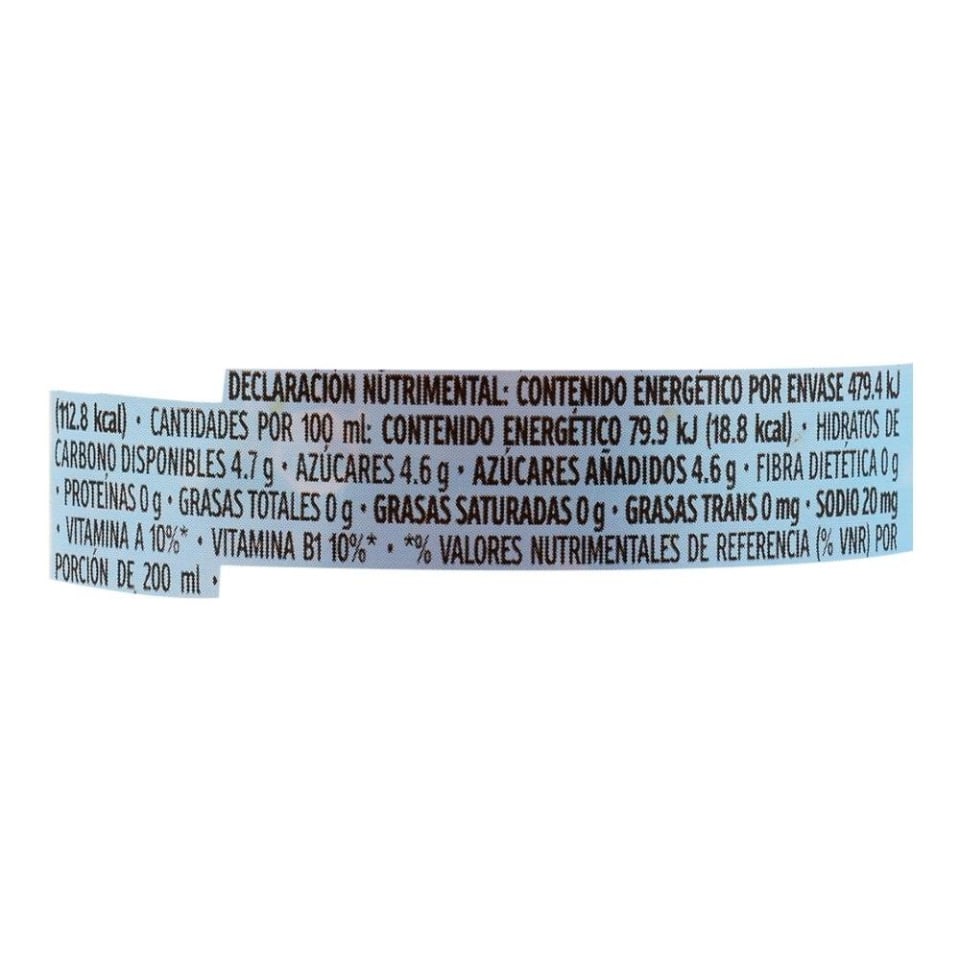 DECLARACIÓN NUTRIMENTAL: CONTENIDO ENERGÉTICO POR ENVASE 479.4 kJ
(112.8 kcal) · CANTIDADES POR 100 ml: CONTENIDO ENERGÉTICO 79.9 kJ (18.8 kcal) · HIDRATOS DE
CARBONO DISPONIBLES 4.7 g · AZÚCARES 4.6 g · AZÚCARES AÑADIDOS 4.6 g · FIBRA DIETÉTICA 0 g
· PROTEÍNAS 0 g · GRASAS TOTALES 0 g · GRASAS SATURADAS 0 g · GRASAS TRANS 0 mg · SODIO 20 mg
· VITAMINA A 10%* · VITAMINA B1 10%* · *% VALORES NUTRIMENTALES DE REFERENCIA (% VNR) POR
PORCIÓN DE 200 ml ·